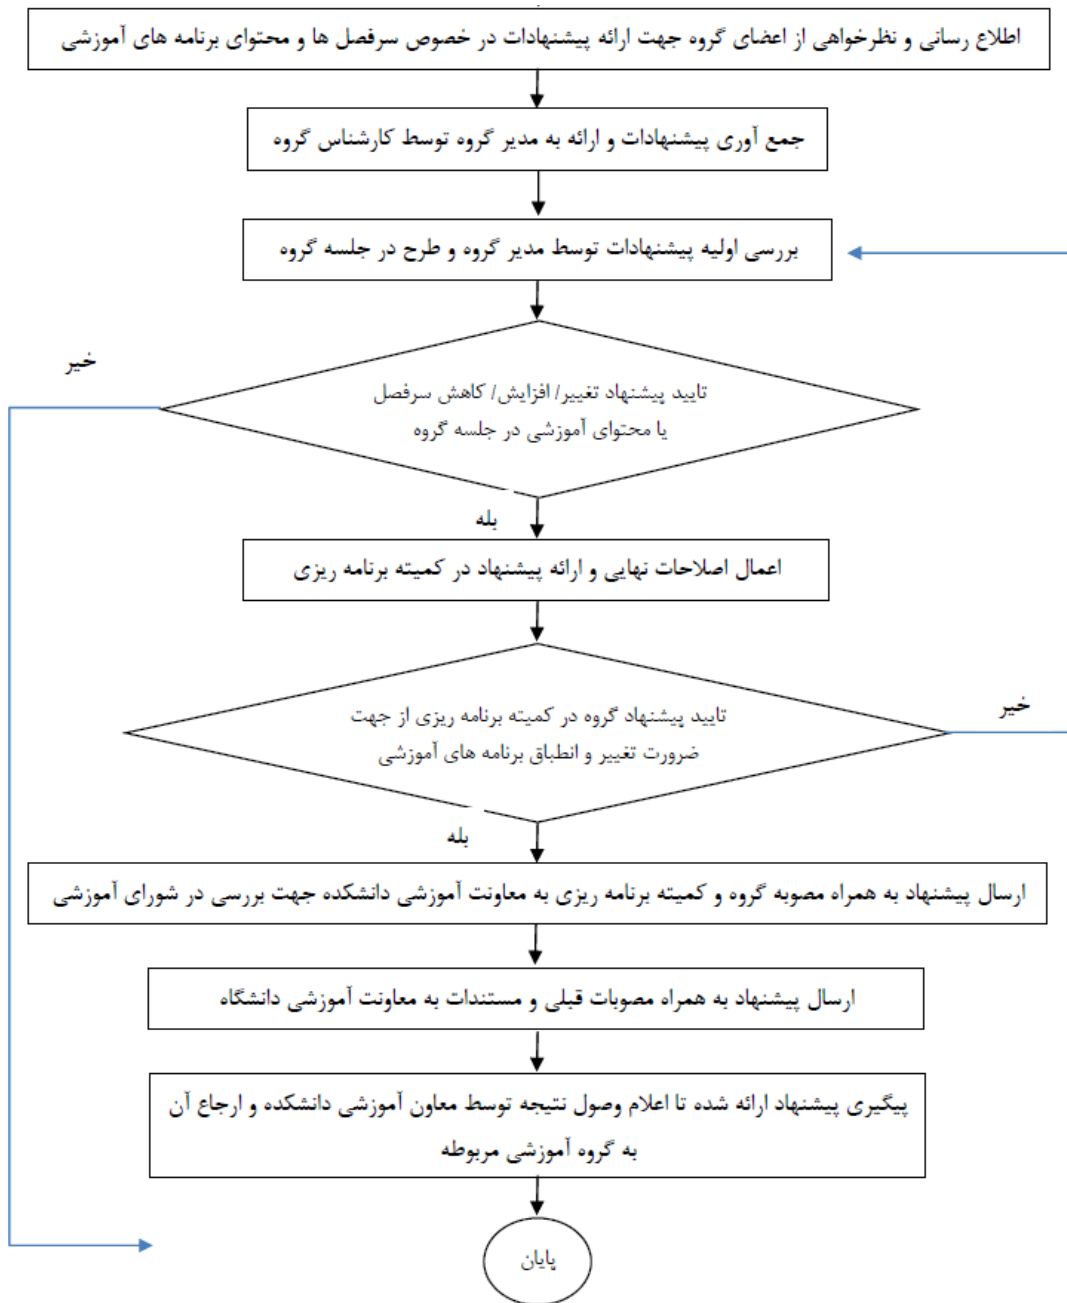 اطلاع رسانی و نظرخواهی از اعضای گروه جهت ارائه پیشنهادات در خصوص سرفصل ها و محتوای برنامه های آموزشی
جمع آوری پیشنهادات و ارائه به مدیر گروه توسط کارشناس گروه
بررسی اولیه پیشنهادات توسط مدیر گروه و طرح در جلسه گروه
خیر
تایید پیشنهاد تغییر/ افزایش/ کاهش سرفصل
یا محتوای آموزشی در جلسه گروه
بله
اعمال اصلاحات نهایی و ارائه پیشنهاد در کمیته برنامه ریزی
خیر
تایید پیشنهاد گروه در کمیته برنامه ریزی از جهت
ضرورت تغییر و انطباق برنامه های آموزشی
بله
ارسال پیشنهاد به همراه مصوبه گروه و کمیته برنامه ریزی به معاونت آموزشی دانشکده جهت بررسی در شورای آموزشی
ارسال پیشنهاد به همراه مصوبات قبلی و مستندات به معاونت آموزشی دانشگاه
پیگیری پیشنهاد ارائه شده تا اعلام وصول نتیجه توسط معاون آموزشی دانشکده و ارجاع آن
به گروه آموزشی مربوطه
پایان